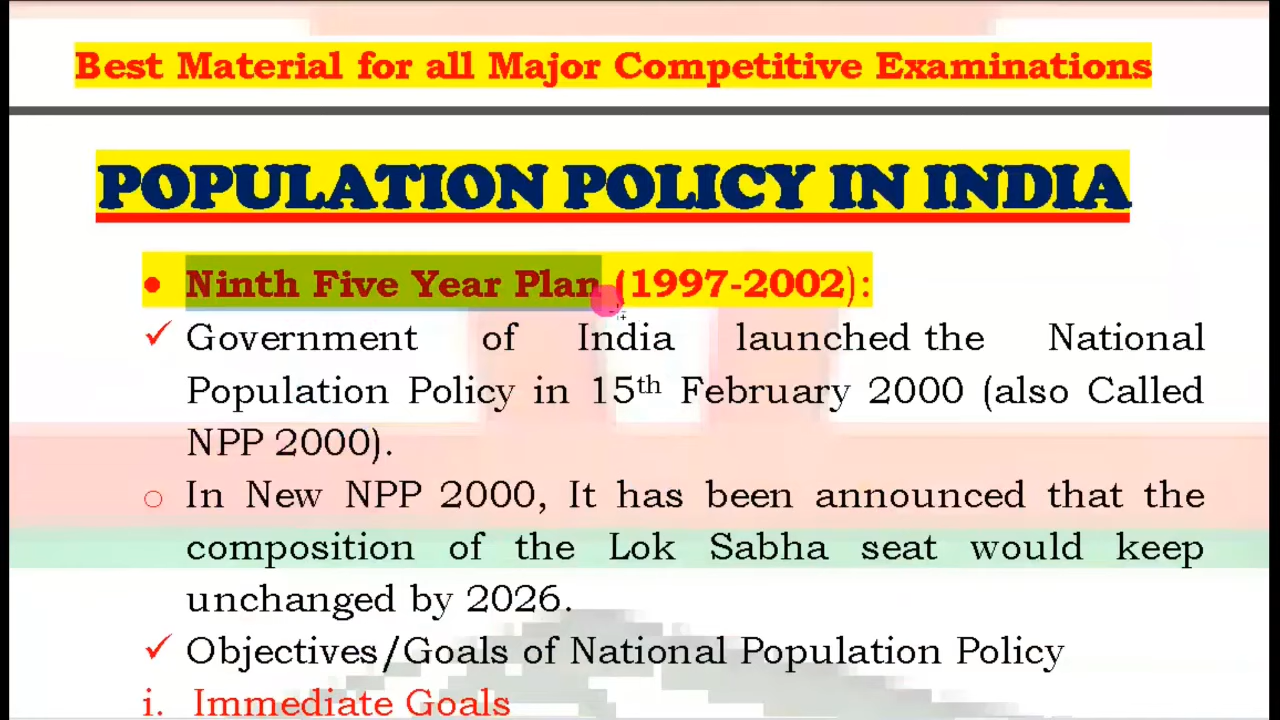 Best Material for all Major Competitive Examinations
POPULATION POLICY IN INDIA
• Ninth Five Year Plan (1997-2002):
✓ Government of India launched the National
Population Policy in 15th February 2000 (also Called
NPP 2000).
o In New NPP 2000, It has been announced that the
composition of the Lok Sabha seat would keep
unchanged by 2026.
✓ Objectives/Goals of National Population Policy
i. Immediate Goals